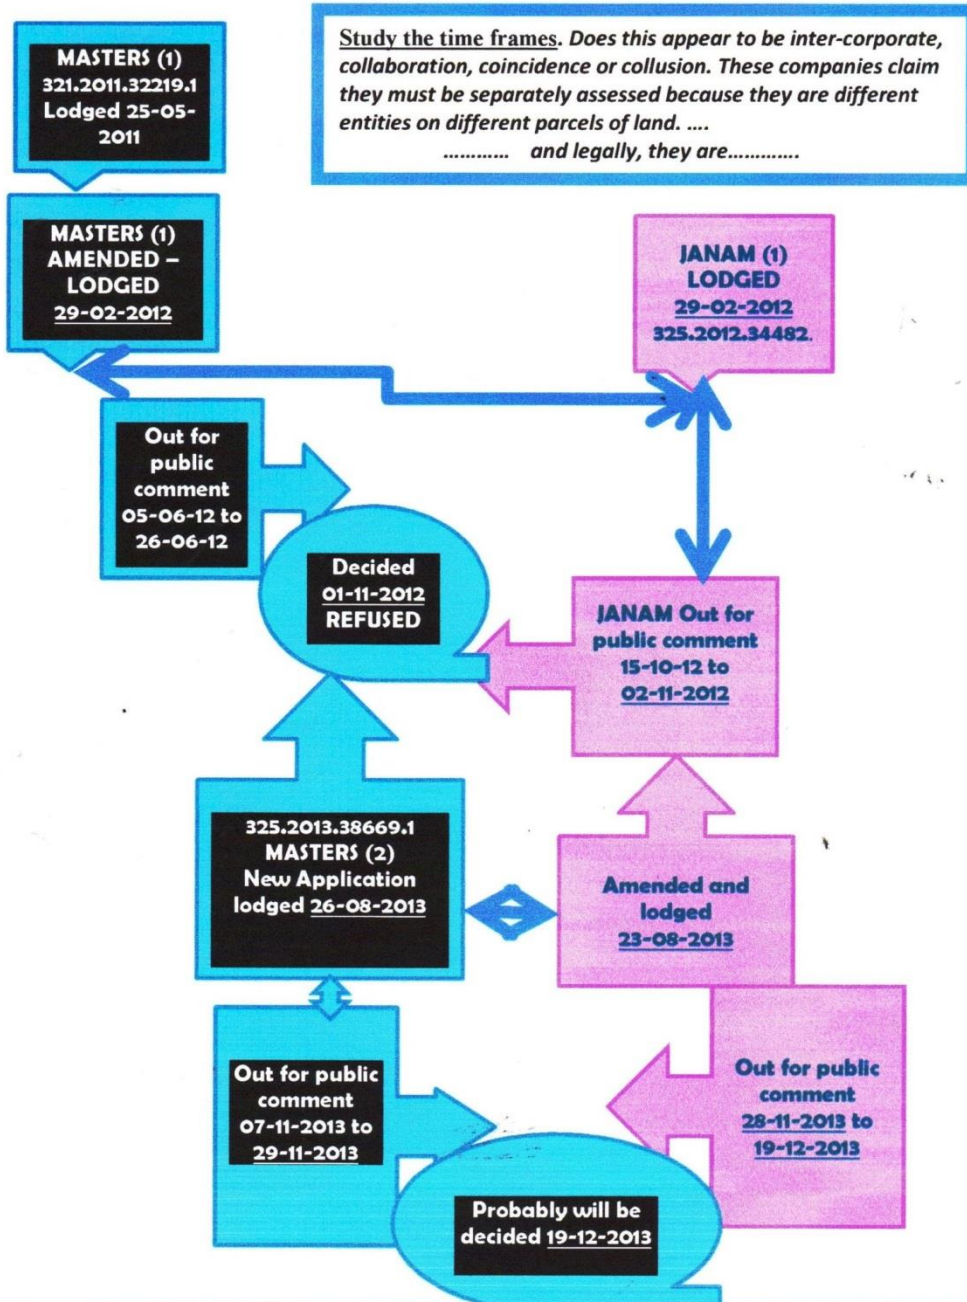 Study the time frames. Does this appear to be inter-corporate,
collaboration, coincidence or collusion. These companies claim
they must be separately assessed because they are different
entities on different parcels of land. ....
............ and legally, they are.............
MASTERS (1)
321.2011.32219.1
Lodged 25-05-
2011
MASTERS (1)
AMENDED –
LODGED
29-02-2012
JANAM (1)
LODGED
29-02-2012
325.2012.34482.
Out for
public
comment
05-06-12 to
26-06-12
Decided
01-11-2012
REFUSED
JANAM Out for
public comment
15-10-12 to
02-11-2012
325.2013.38669.1
MASTERS (2)
New Application
lodged 26-08-2013
Amended and
lodged
23-08-2013
Out for public
comment
07-11-2013 to
29-11-2013
Out for public
comment
28-11-2013 to
19-12-2013
Probably will be
decided 19-12-2013